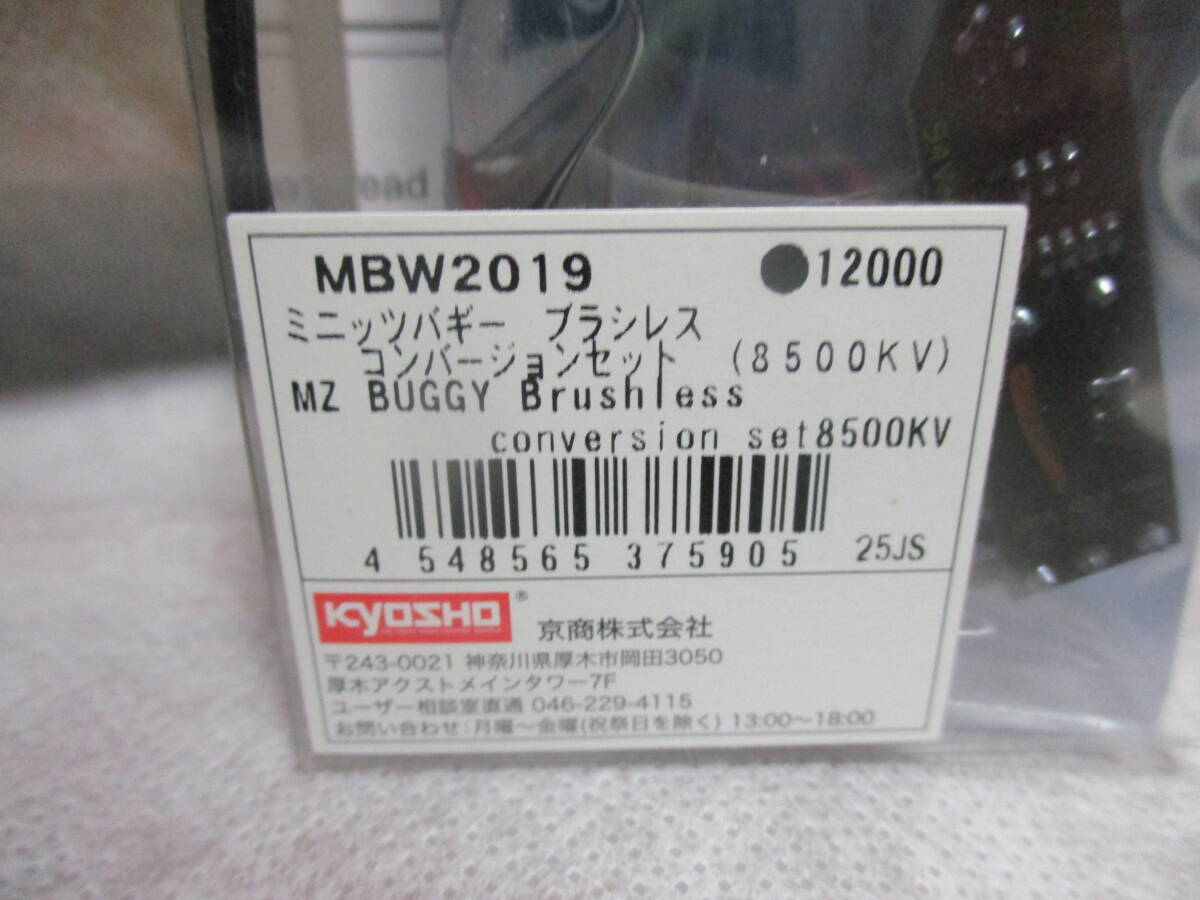 ead
MBW2019 ●12000
ミニッツバギー ブラシレス
コンバージョンセット (8500KV)
MZ BUGGY Brushless
conversion set8500KV
4 548565 375905 25JS
KYOSHO® 京商株式会社
〒243-0021 神奈川県厚木市岡田3050
厚木アクストメインタワー7F
ユーザー相談室直通 046-229-4115
お問い合わせ:月曜〜金曜(祝祭日を除く) 13:00〜18:00